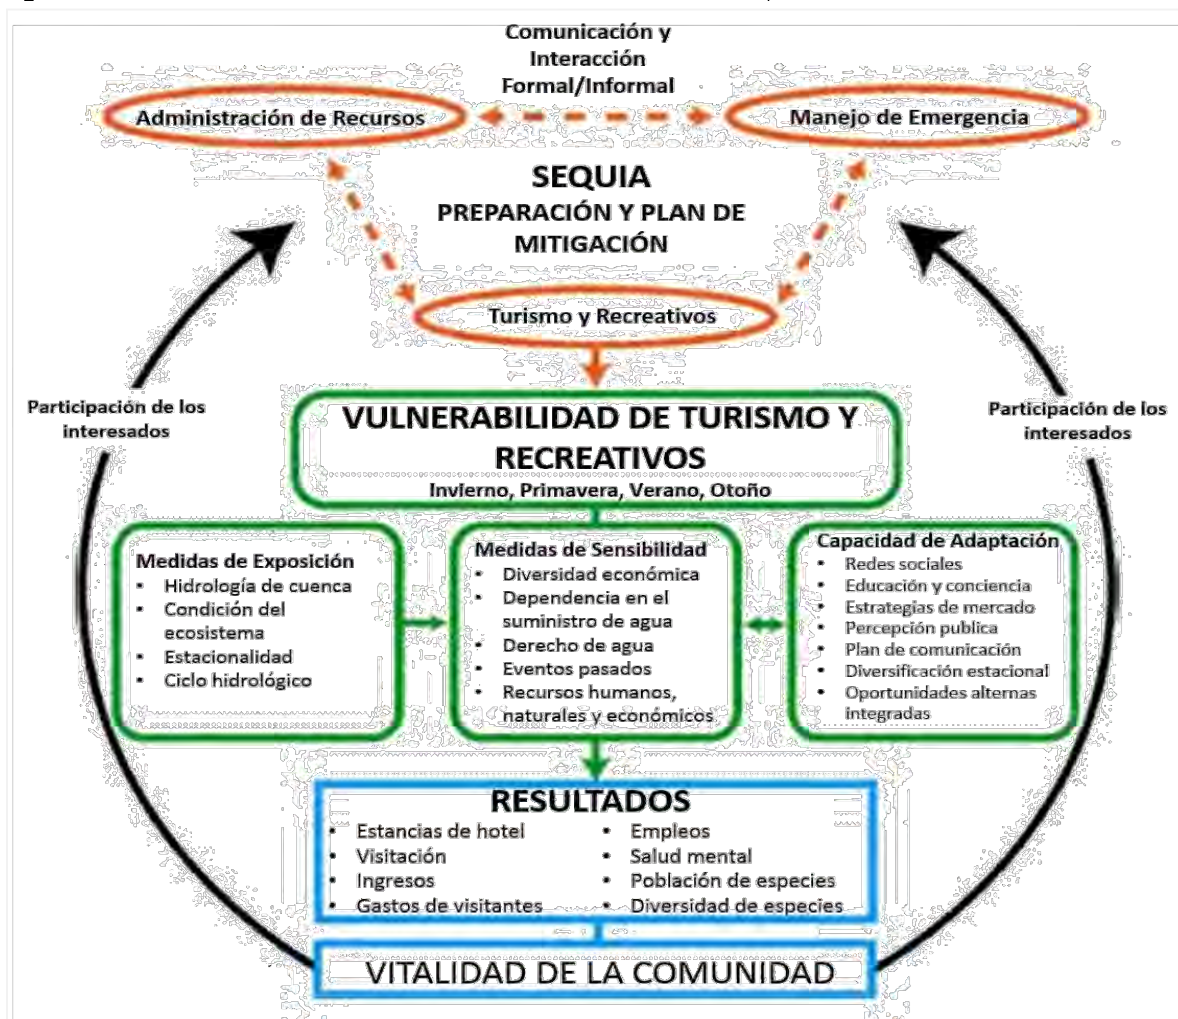 Comunicación y
Interacción
Formal/Informal
Administración de Recursos
Manejo de Emergencia
SEQUIA
PREPARACIÓN Y PLAN DE
MITIGACIÓN
Turismo y Recreativos
Participación de los
interesados
Participación de los
interesados
VULNERABILIDAD DE TURISMO Y
RECREATIVOS
Invierno, Primavera, Verano, Otoño
Medidas de Exposición
• Hidrología de cuenca
• Condición del
ecosistema
• Estacionalidad
• Ciclo hidrológico
Medidas de Sensibilidad
• Diversidad económica
• Dependencia en el
suministro de agua
• Derecho de agua
• Eventos pasados
• Recursos humanos,
naturales y económicos
Capacidad de Adaptación
• Redes sociales
• Educación y conciencia
• Estrategias de mercado
• Percepción publica
• Plan de comunicación
• Diversificación estacional
• Oportunidades alternas
integradas
RESULTADOS
• Estancias de hotel
• Visitación
• Ingresos
• Gastos de visitantes
• Empleos
• Salud mental
• Población de especies
• Diversidad de especies
VITALIDAD DE LA COMUNIDAD